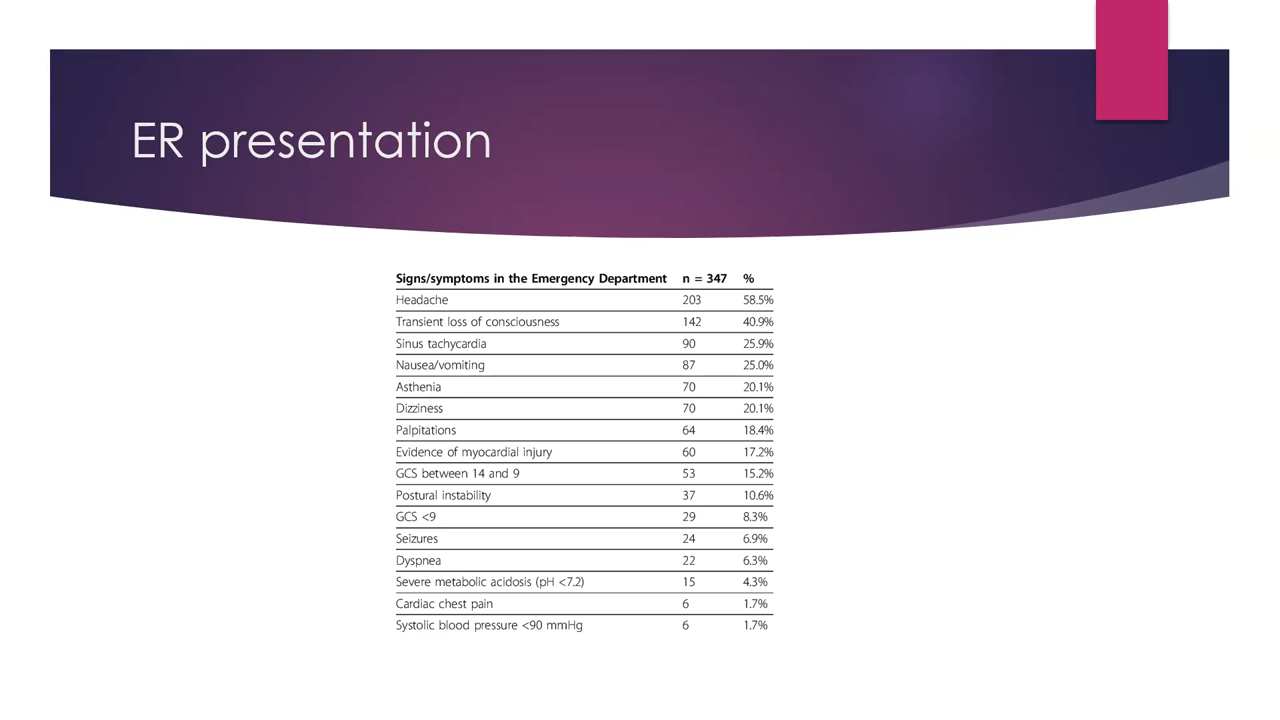 ER presentation
Signs/symptoms in the Emergency Department n = 347 %
Headache 203 58.5%
Transient loss of consciousness 142 40.9%
Sinus tachycardia 90 25.9%
Nausea/vomiting 87 25.0%
Asthenia 70 20.1%
Dizziness 70 20.1%
Palpitations 64 18.4%
Evidence of myocardial injury 60 17.2%
GCS between 14 and 9 53 15.2%
Postural instability 37 10.6%
GCS <9 29 8.3%
Seizures 24 6.9%
Dyspnea 22 6.3%
Severe metabolic acidosis (pH <7.2) 15 4.3%
Cardiac chest pain 6 1.7%
Systolic blood pressure <90 mmHg 6 1.7%